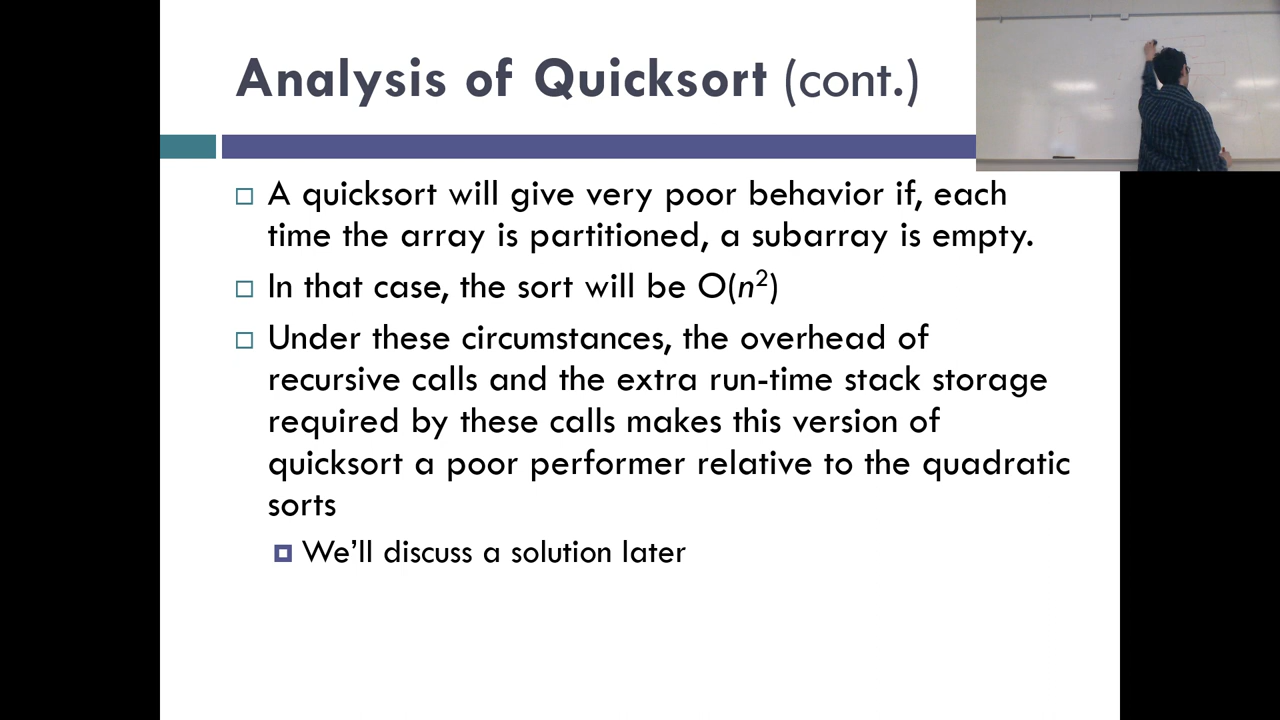 Analysis of Quicksort (cont.)
A quicksort will give very poor behavior if, each
time the array is partitioned, a subarray is empty.
In that case, the sort will be O(n²)
Under these circumstances, the overhead of
recursive calls and the extra run-time stack storage
required by these calls makes this version of
quicksort a poor performer relative to the quadratic
sorts
We'll discuss a solution later